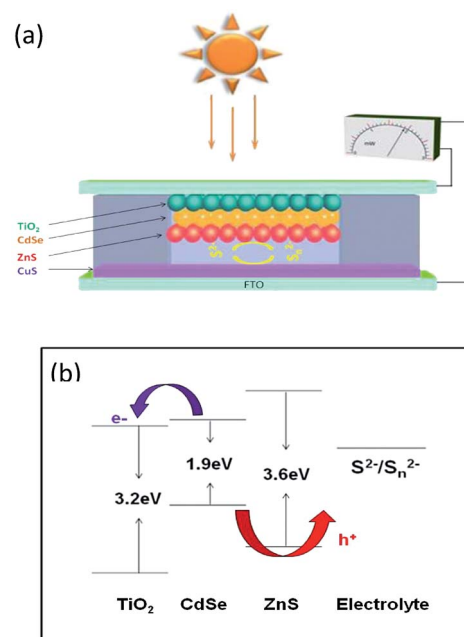 (a)
mW
TiO₂
CdSe
ZnS
CuS
S²⁻
Sₙ²⁻
FTO
(b)
e-
1.9eV
3.6eV
S²⁻/Sₙ²⁻
3.2eV
h⁺
TiO₂ CdSe ZnS Electrolyte